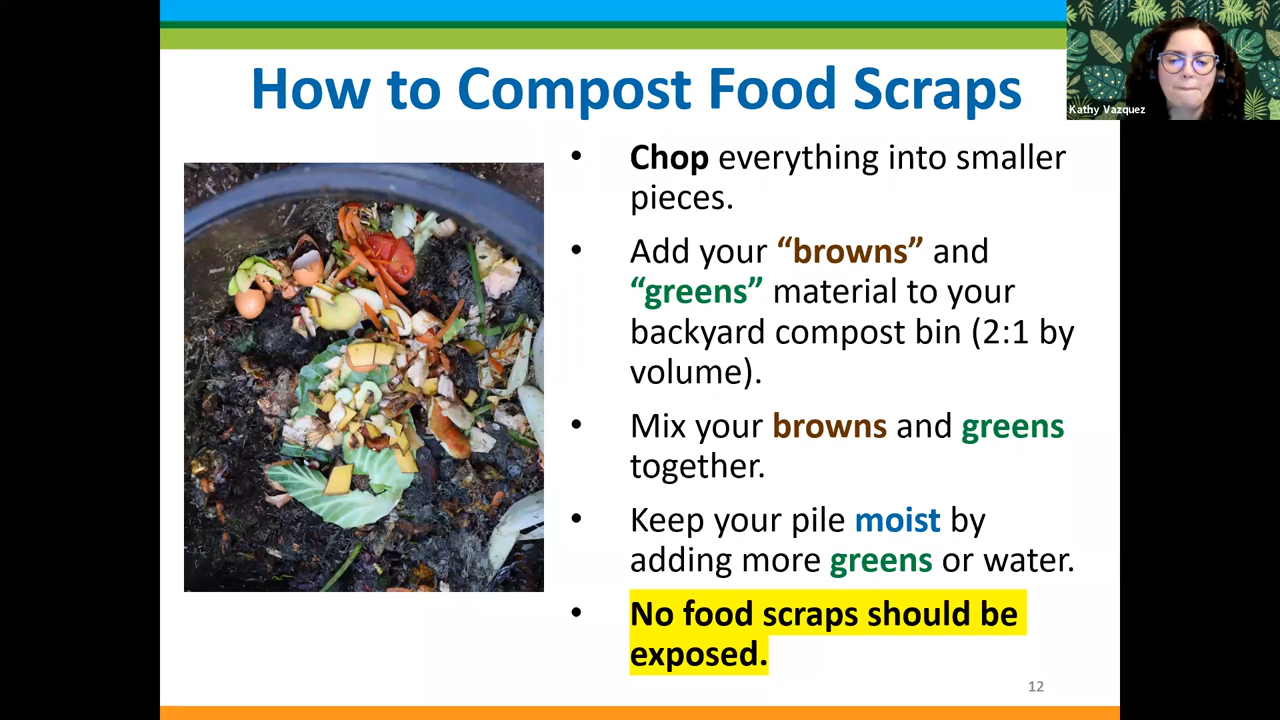 How to Compost Food Scraps
Kathy Vazquez
• Chop everything into smaller
pieces.
• Add your “browns” and
“greens” material to your
backyard compost bin (2:1 by
volume).
• Mix your browns and greens
together.
• Keep your pile moist by
adding more greens or water.
• No food scraps should be
exposed.
12